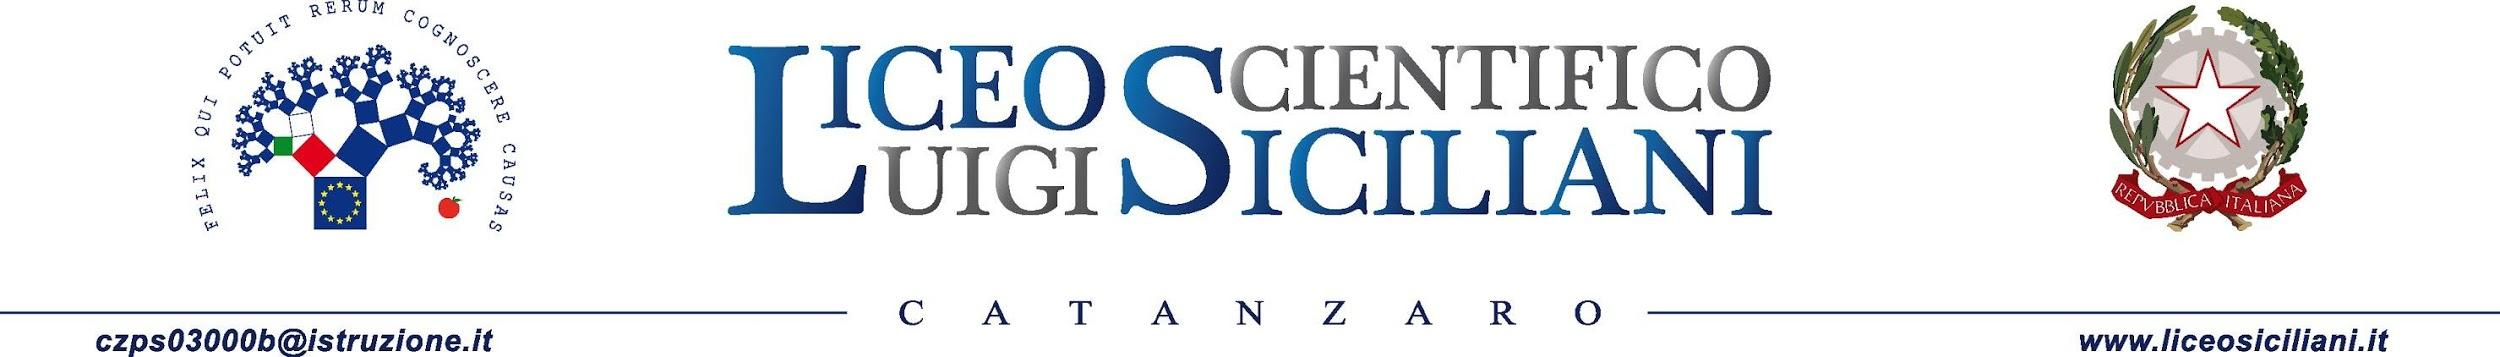 FELIX QUI POTUIT RERUM COGNOSCERE CAUSAS
LICEO SCIENTIFICO
LUIGI SICILIANI
REPVBBLICA ITALIANA
CATANZARO
czps03000b@istruzione.it
www.liceosiciliani.it